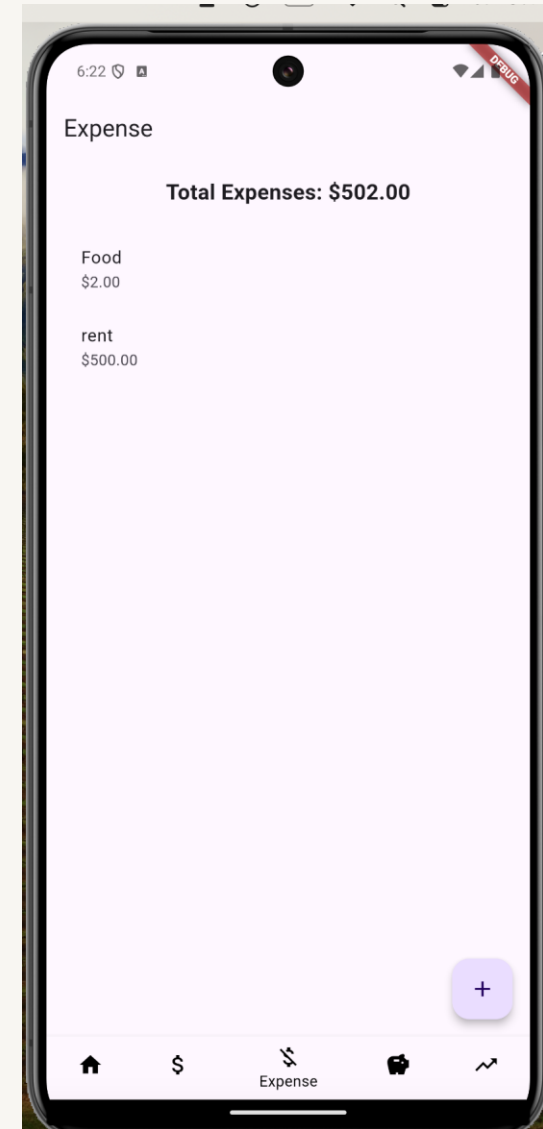 6:22
DEBUG
Expense
Total Expenses: $502.00
Food
$2.00
rent
$500.00
Expense